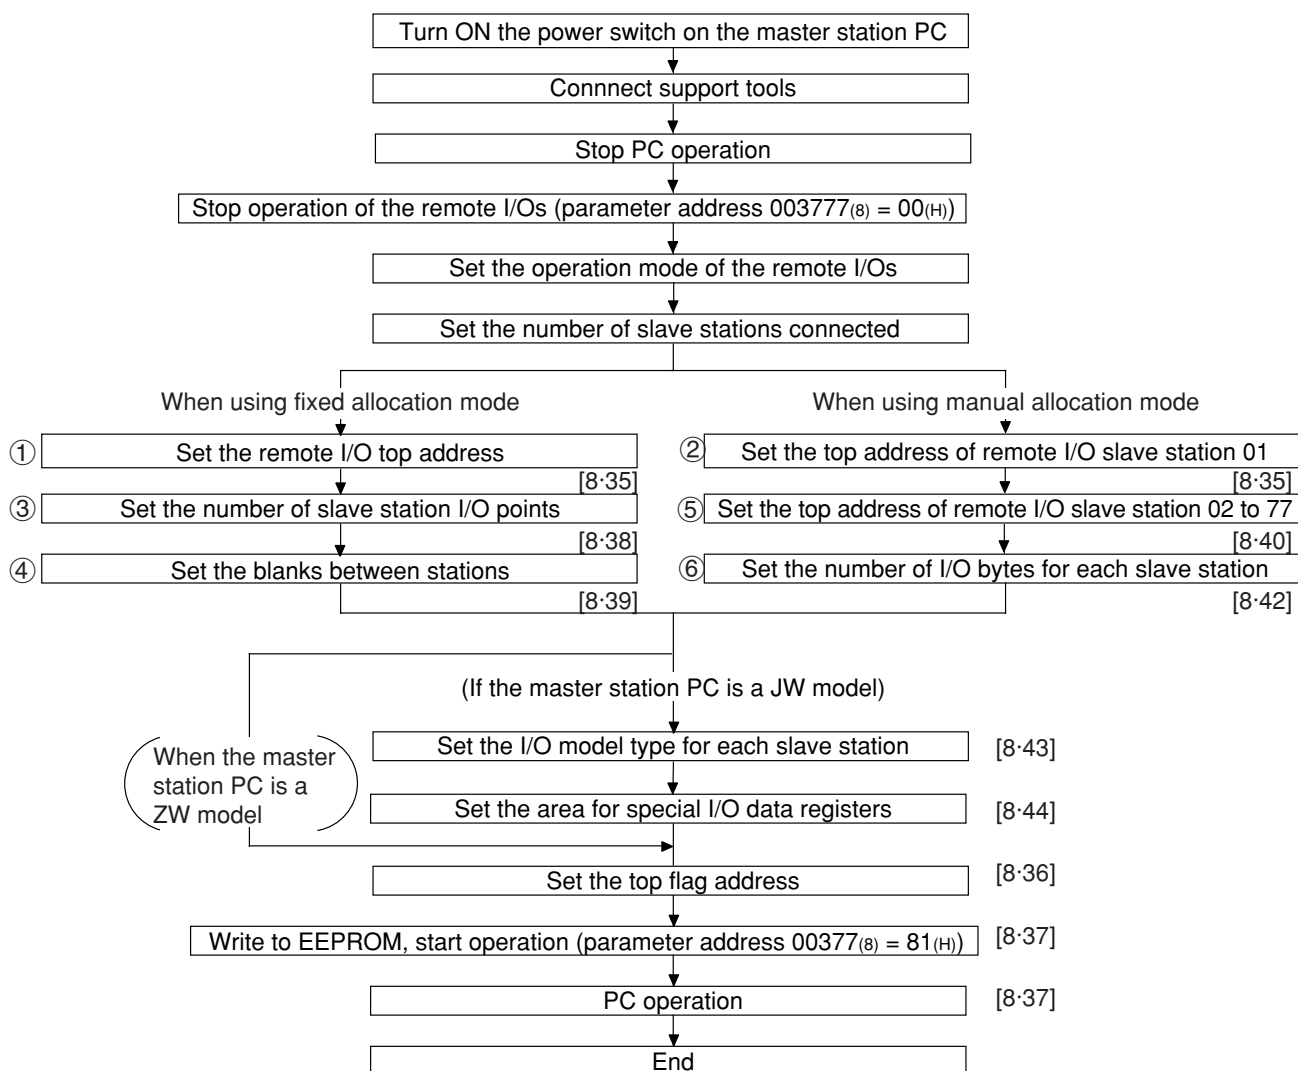 Turn ON the power switch on the master station PC
Connnect support tools
Stop PC operation
Stop operation of the remote I/Os (parameter address 003777(8) = 00(H))
Set the operation mode of the remote I/Os
Set the number of slave stations connected
When using fixed allocation mode
① Set the remote I/O top address
[8·35]
③ Set the number of slave station I/O points
[8·38]
④ Set the blanks between stations
[8·39]
When using manual allocation mode
② Set the top address of remote I/O slave station 01
[8·35]
⑤ Set the top address of remote I/O slave station 02 to 77
[8·40]
⑥ Set the number of I/O bytes for each slave station
[8·42]
(If the master station PC is a JW model)
When the master
station PC is a
ZW model
Set the I/O model type for each slave station [8·43]
Set the area for special I/O data registers [8·44]
Set the top flag address [8·36]
Write to EEPROM, start operation (parameter address 00377(8) = 81(H)) [8·37]
PC operation [8·37]
End